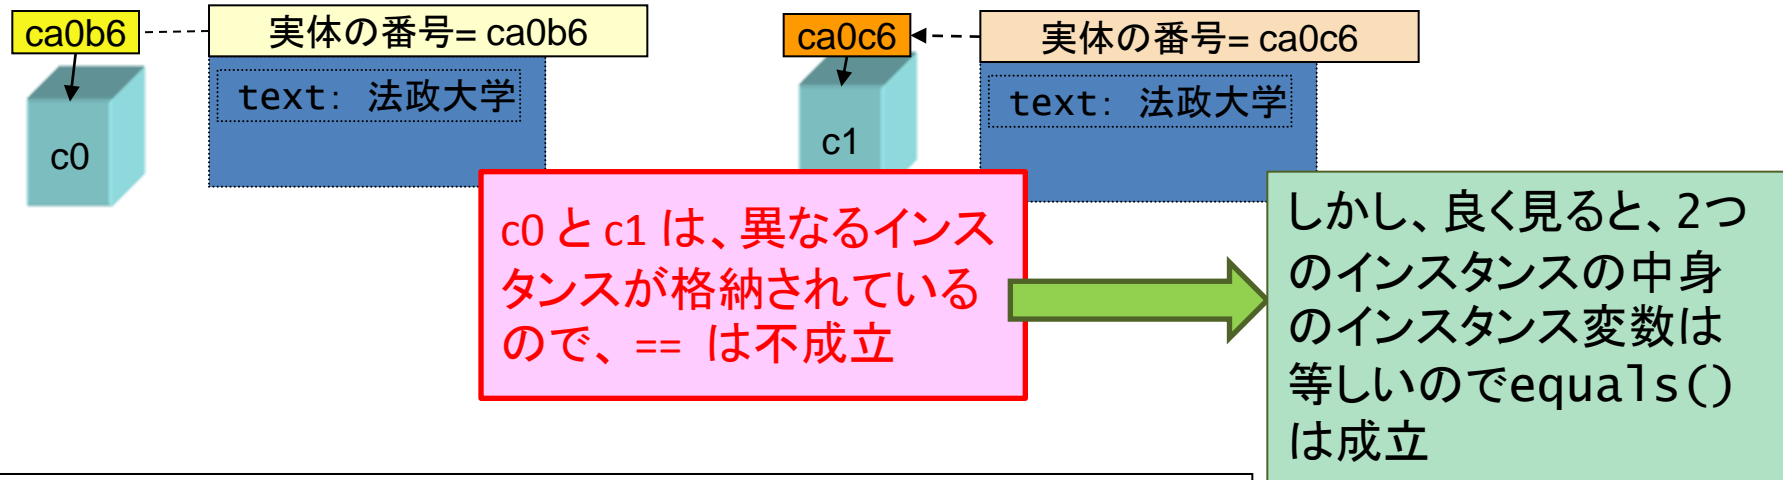 ca0b6
実体の番号= ca0b6
text: 法政大学
c0
ca0c6
実体の番号= ca0c6
text: 法政大学
c1
c0 と c1 は、異なるインス
タンスが格納されている
ので、 == は不成立
しかし、良く見ると、2つ
のインスタンスの中身
のインスタンス変数は
等しいのでequals()
は成立